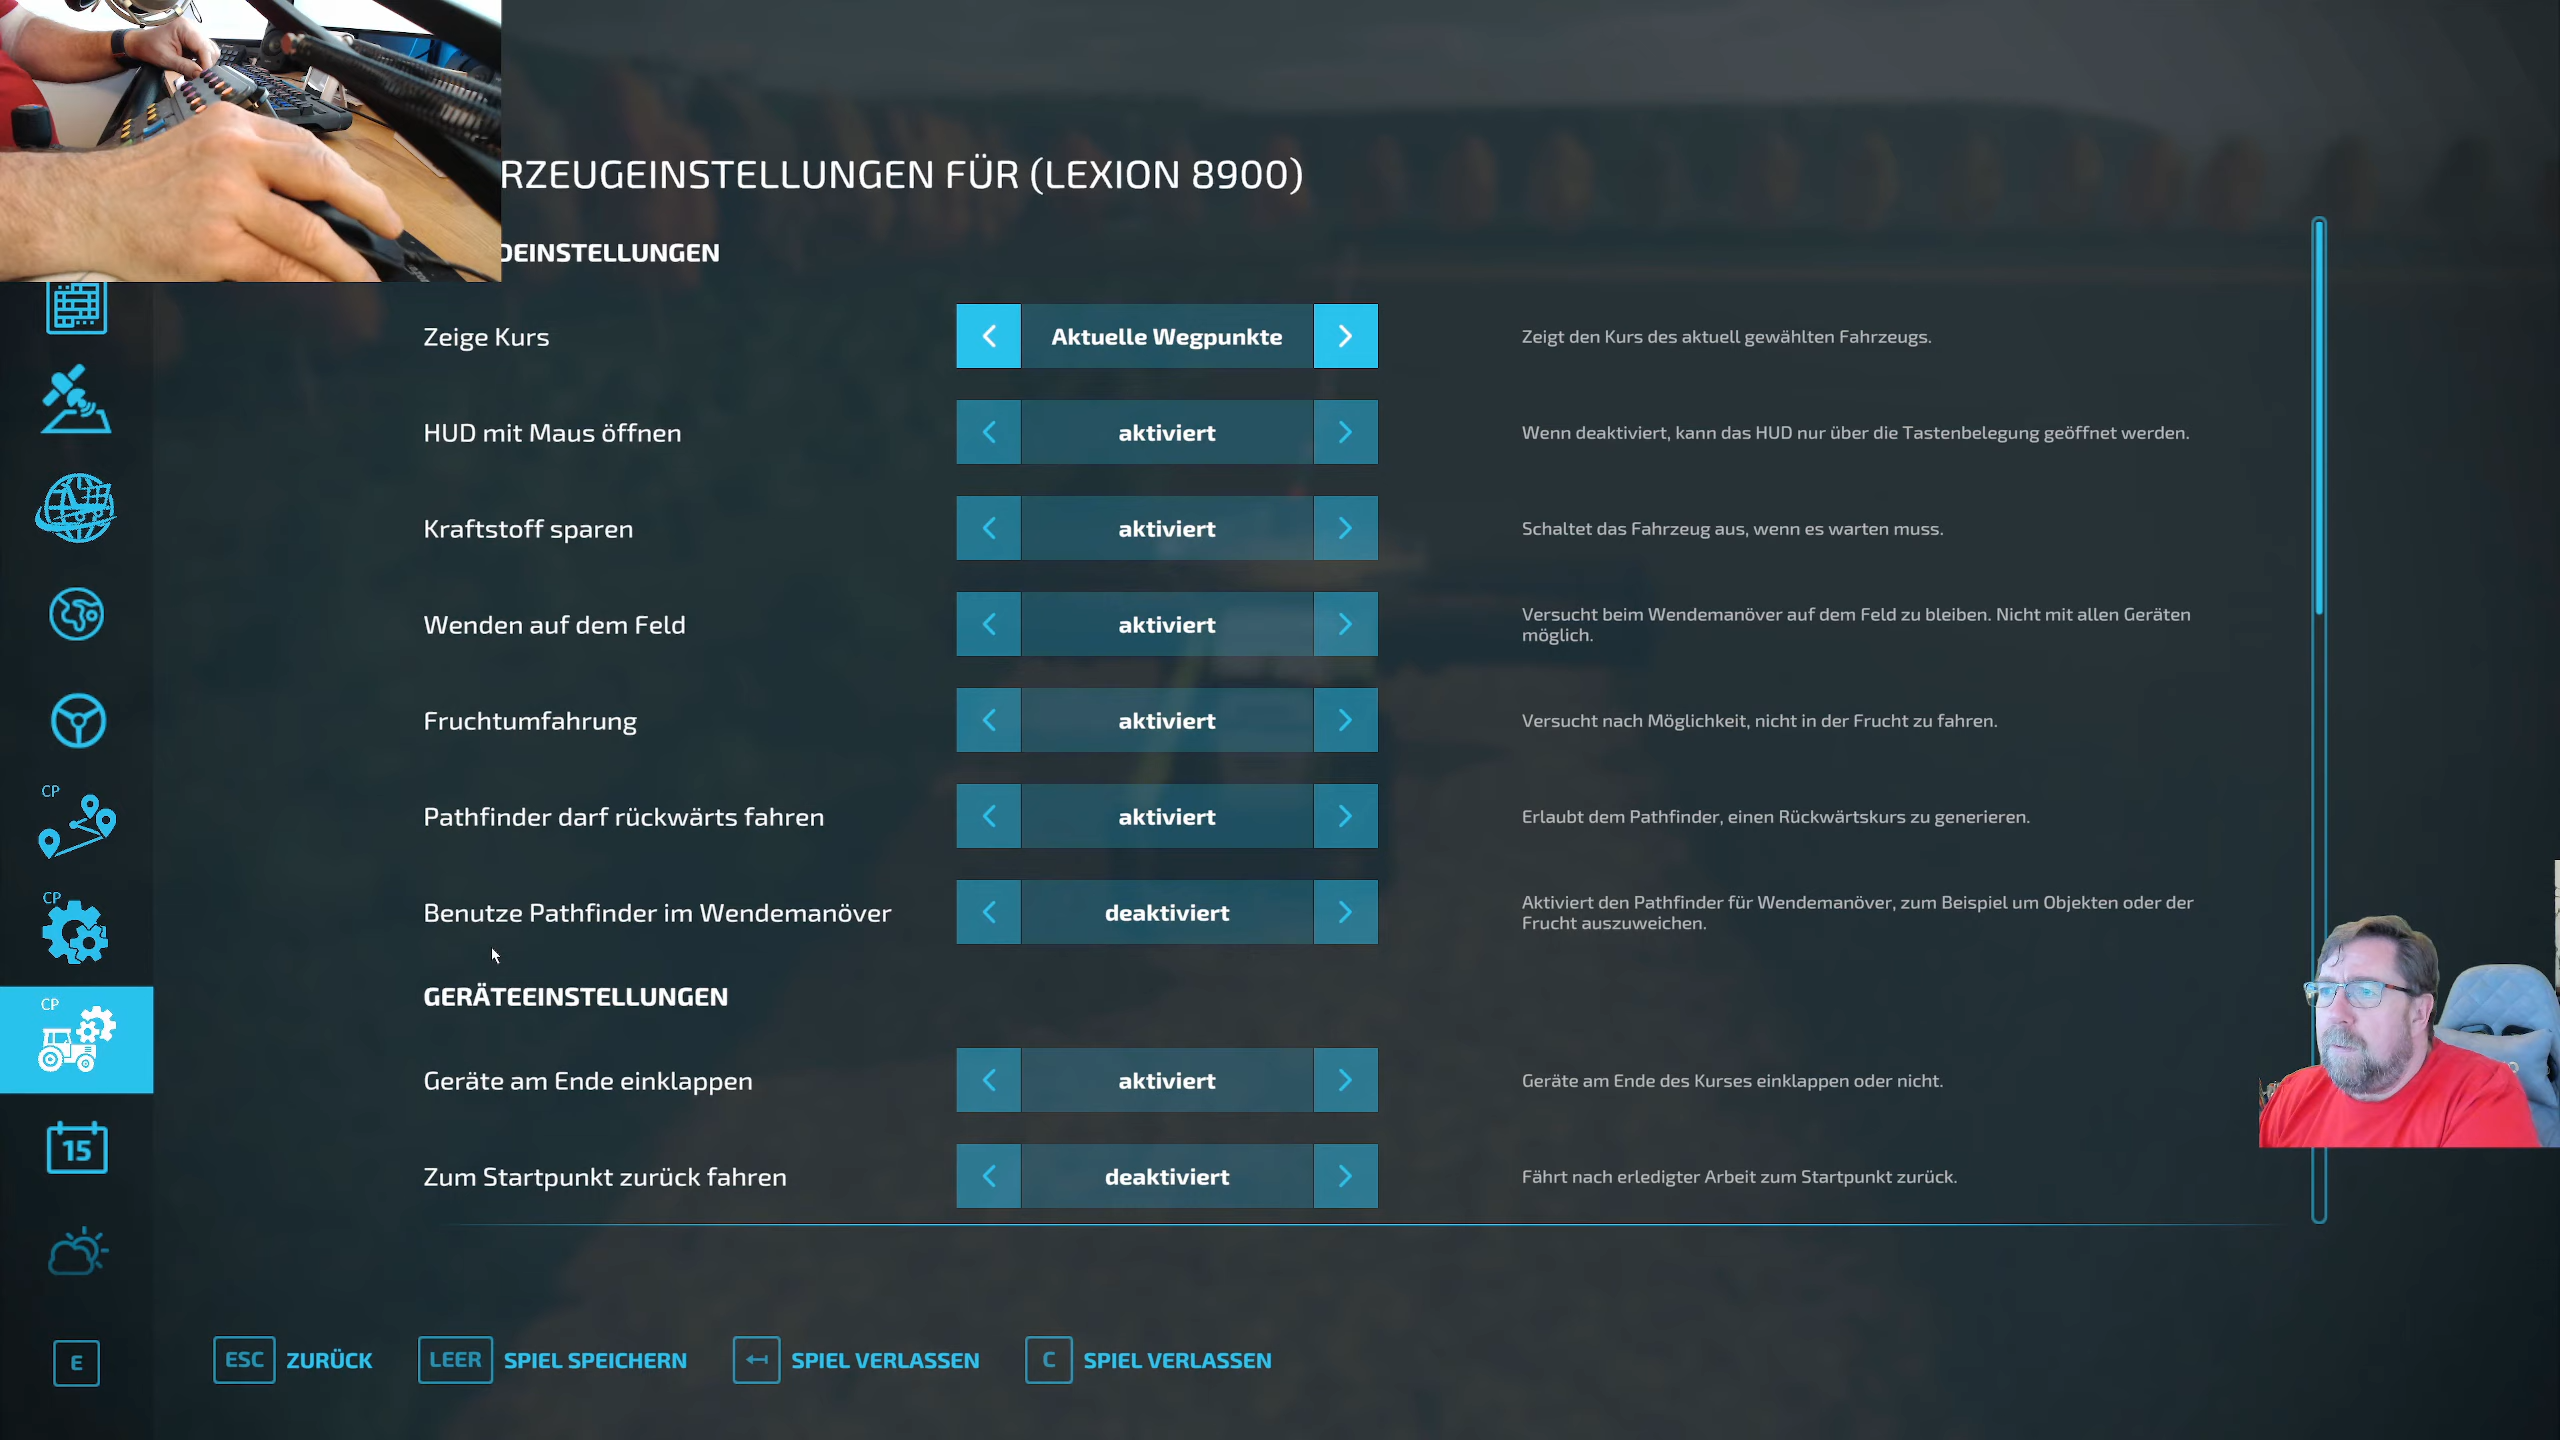 RZEUGEINSTELLUNGEN FÜR (LEXION 8900)
DEINSTELLUNGEN
Zeige Kurs
Aktuelle Wegpunkte
Zeigt den Kurs des aktuell gewählten Fahrzeugs.
HUD mit Maus öffnen
aktiviert
Wenn deaktiviert, kann das HUD nur über die Tastenbelegung geöffnet werden.
Kraftstoff sparen
aktiviert
Schaltet das Fahrzeug aus, wenn es warten muss.
Wenden auf dem Feld
aktiviert
Versucht beim Wendemanöver auf dem Feld zu bleiben. Nicht mit allen Geräten
möglich.
Fruchtumfahrung
aktiviert
Versucht nach Möglichkeit, nicht in der Frucht zu fahren.
CP
Pathfinder darf rückwärts fahren
aktiviert
Erlaubt dem Pathfinder, einen Rückwärtskurs zu generieren.
CP
Benutze Pathfinder im Wendemanöver
deaktiviert
Aktiviert den Pathfinder für Wendemanöver, zum Beispiel um Objekten oder der
Frucht auszuweichen.
GERÄTEEINSTELLUNGEN
CP
Geräte am Ende einklappen
aktiviert
Geräte am Ende des Kurses einklappen oder nicht.
15
Zum Startpunkt zurück fahren
deaktiviert
Fährt nach erledigter Arbeit zum Startpunkt zurück.
E
ESC ZURÜCK
LEER SPIEL SPEICHERN
SPIEL VERLASSEN
C SPIEL VERLASSEN